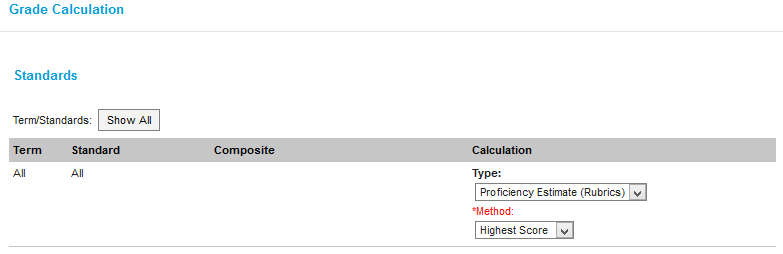 Grade Calculation
Standards
Term/Standards: Show All
Term Standard Composite Calculation
All All Type:
Proficiency Estimate (Rubrics)
*Method:
Highest Score